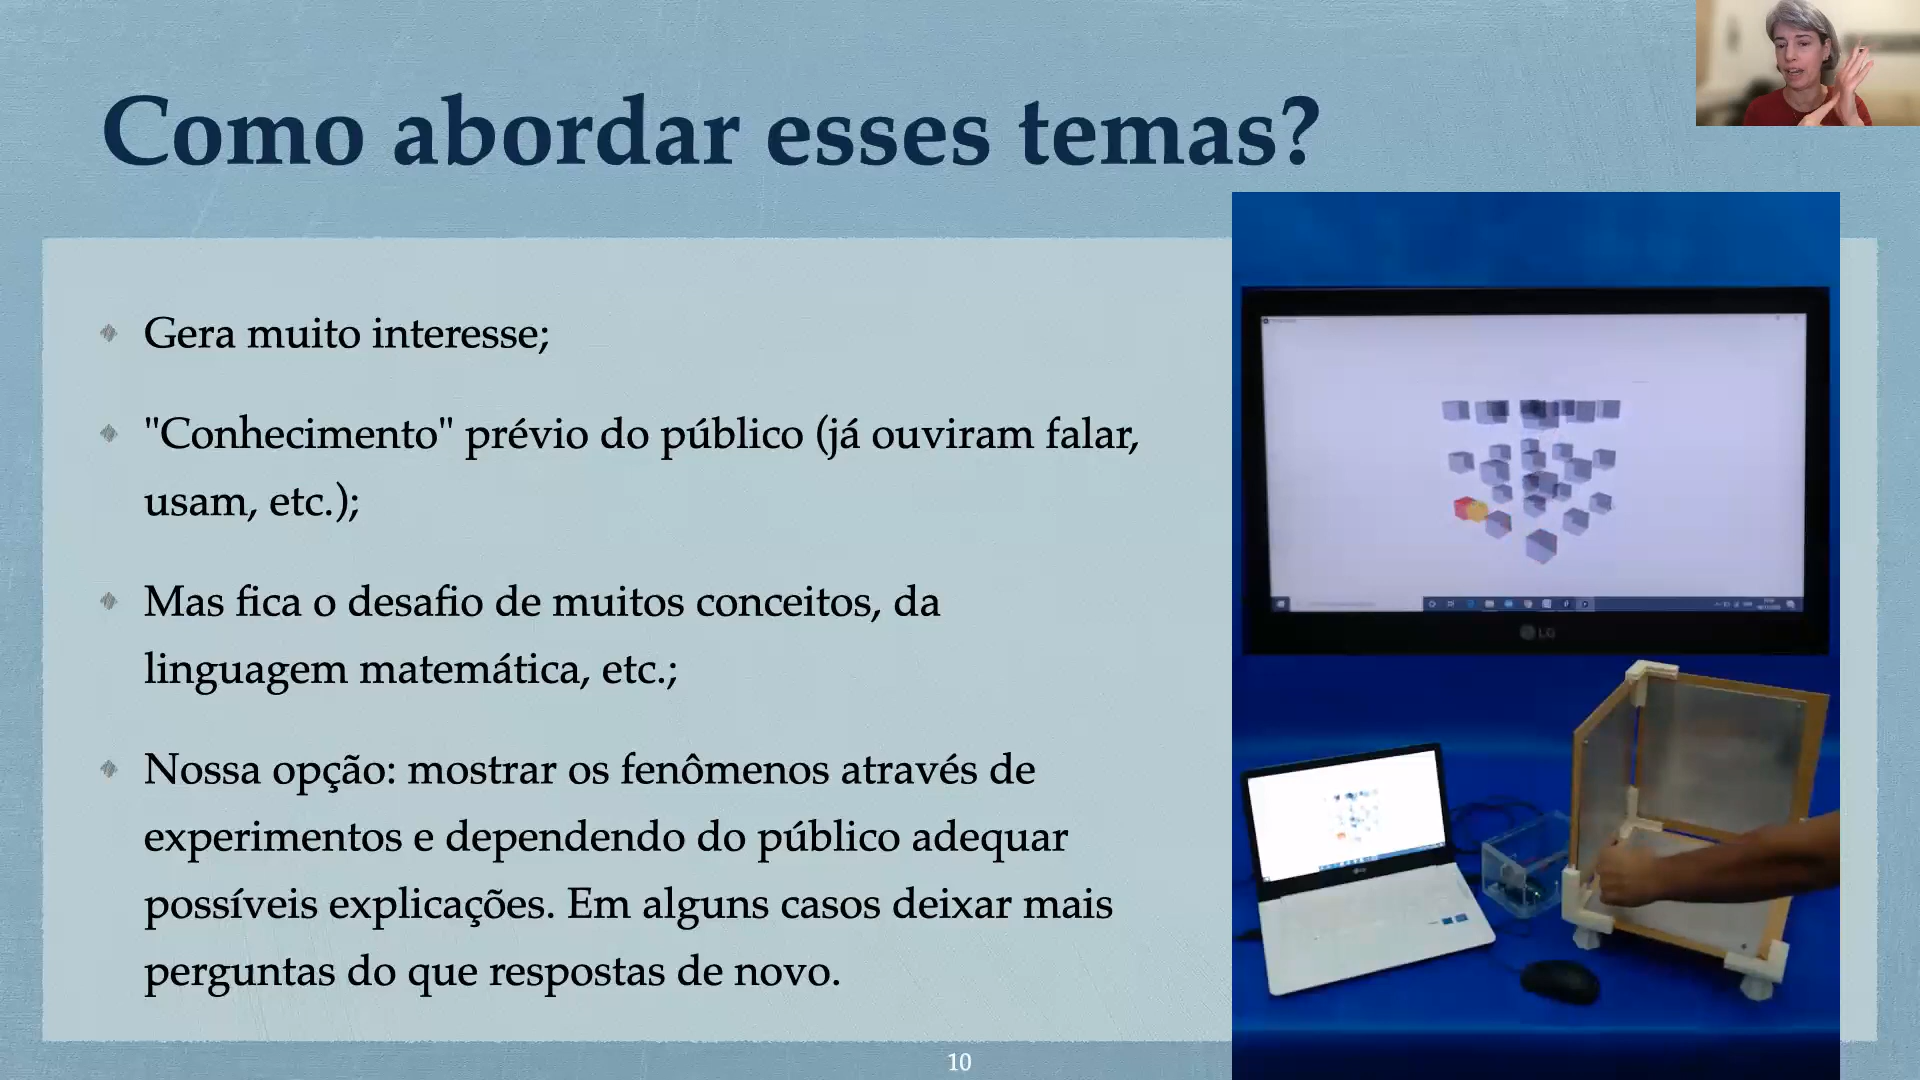 Como abordar esses temas?
Gera muito interesse;
"Conhecimento" prévio do público (já ouviram falar,
usam, etc.);
Mas fica o desafio de muitos conceitos, da
linguagem matemática, etc.;
Nossa opção: mostrar os fenômenos através de
experimentos e dependendo do público adequar
possíveis explicações. Em alguns casos deixar mais
perguntas do que respostas de novo.
LG
10